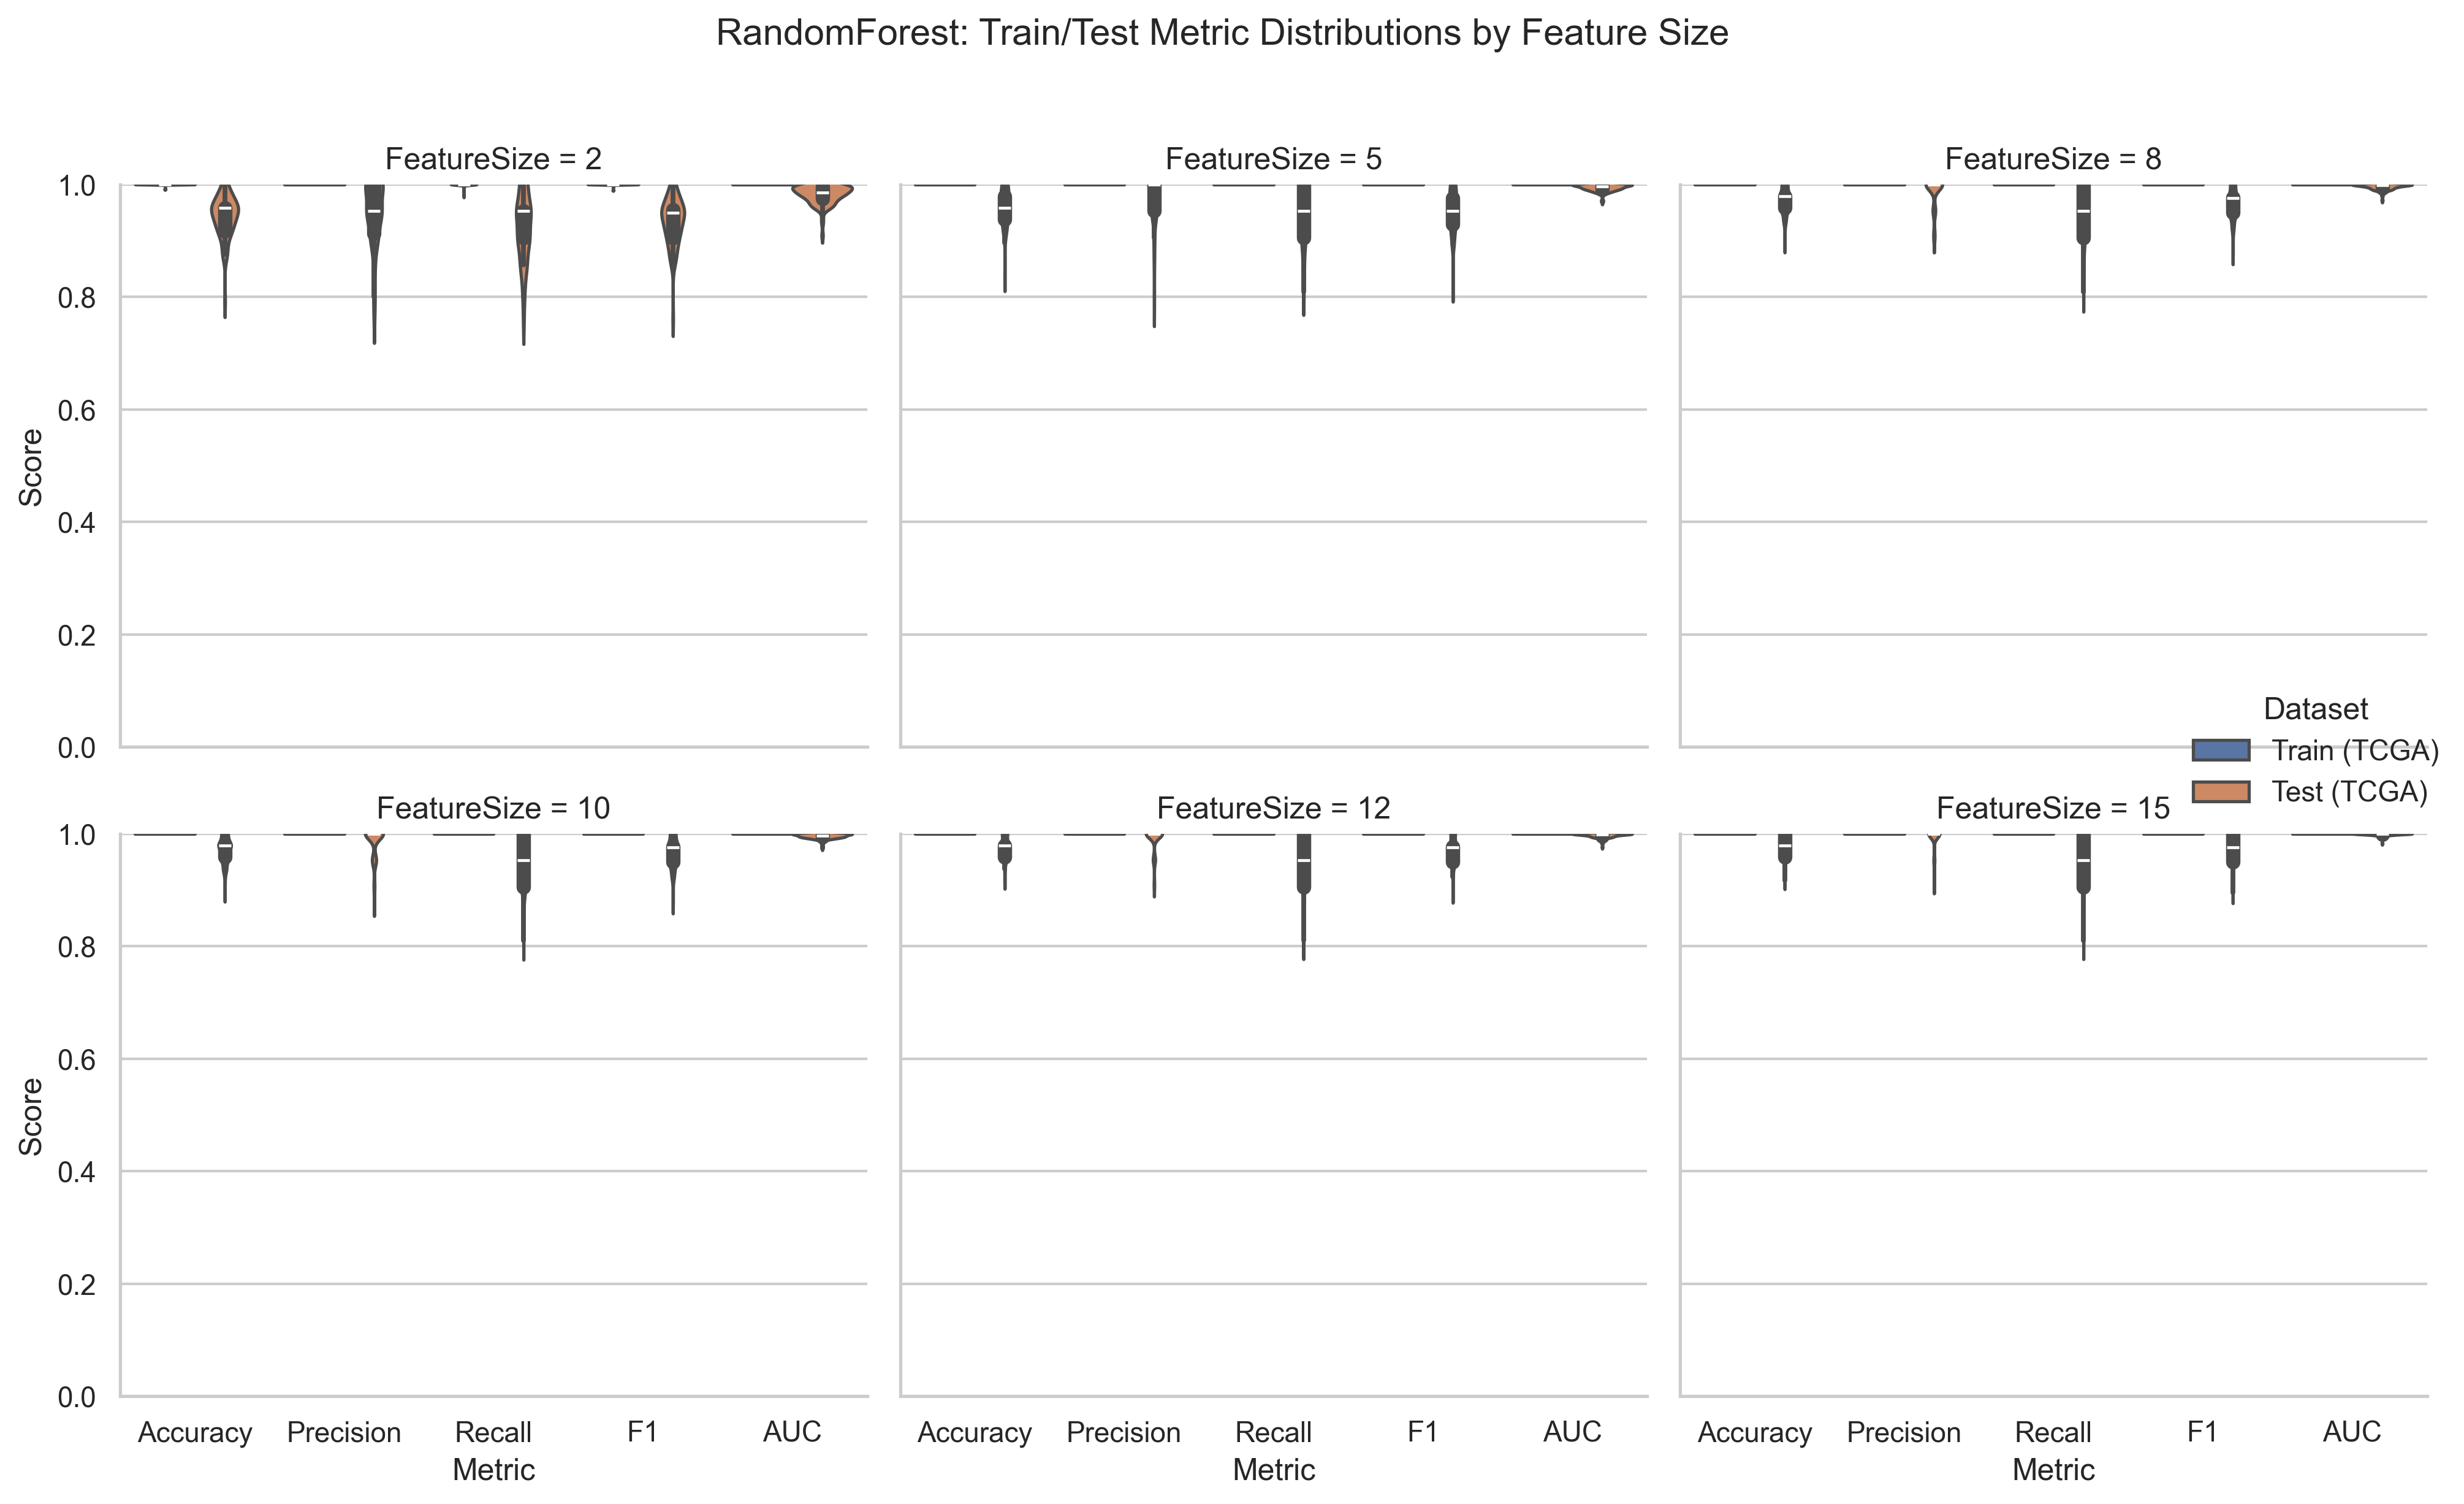 RandomForest: Train/Test Metric Distributions by Feature Size
FeatureSize = 2
FeatureSize = 5
FeatureSize = 8
1.0
0.8
0.6
0.4
0.2
0.0
Score
Dataset
Train (TCGA)
Test (TCGA)
FeatureSize = 10
FeatureSize = 12
FeatureSize = 15
1.0
0.8
0.6
0.4
0.2
0.0
Score
Accuracy Precision Recall F1 AUC
Accuracy Precision Recall F1 AUC
Accuracy Precision Recall F1 AUC
Metric
Metric
Metric